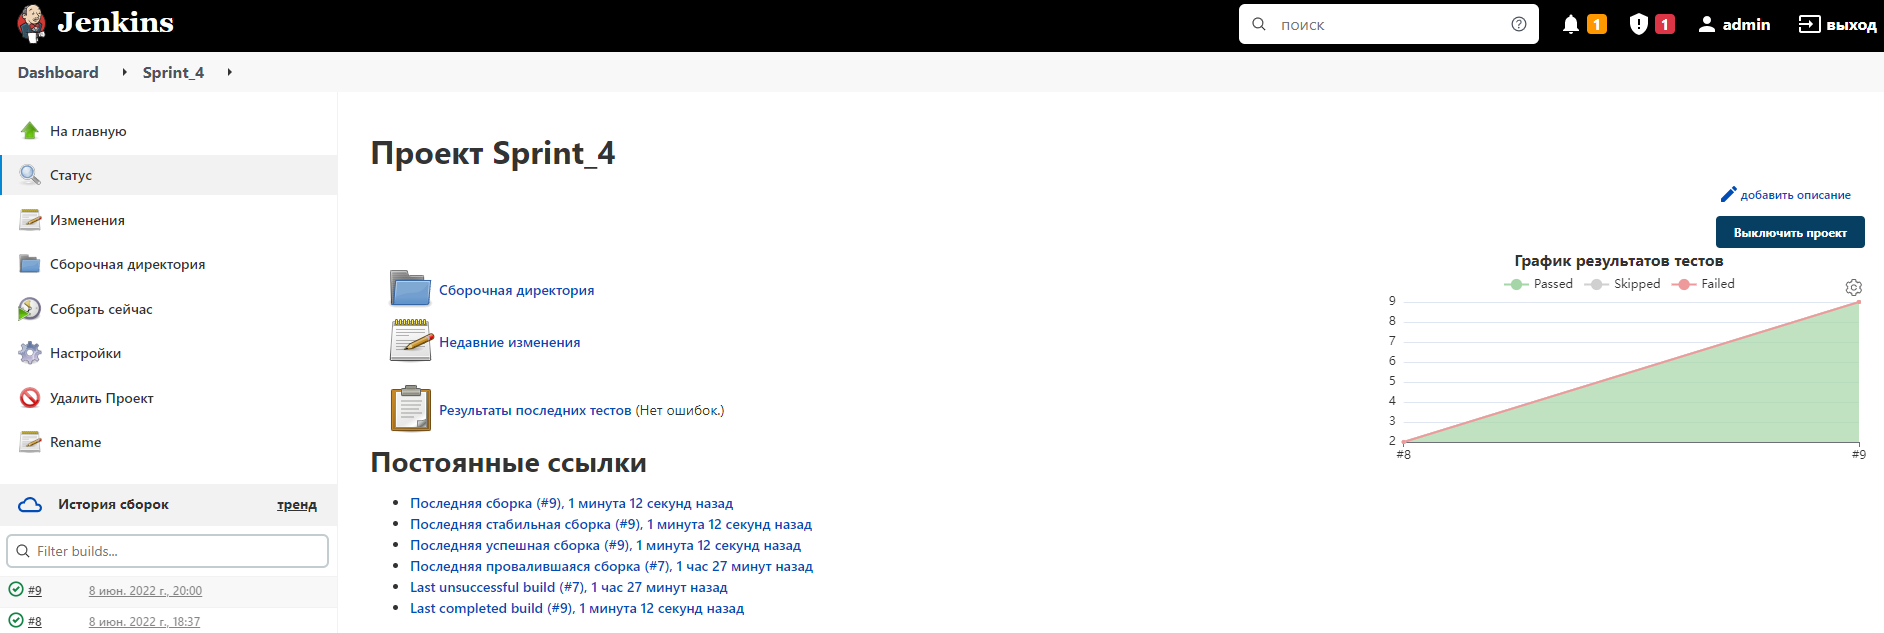 Jenkins
поиск
1
1
admin
выход
Dashboard
Sprint_4
На главную
Статус
Изменения
Сборочная директория
Собрать сейчас
Настройки
Удалить Проект
Rename
История сборок
тренд
Filter builds...
#9
8 июн. 2022 г., 20:00
#8
8 июн. 2022 г., 18:37
Проект Sprint_4
добавить описание
Выключить проект
Сборочная директория
Недавние изменения
Результаты последних тестов (Нет ошибок.)
График результатов тестов
Passed
Skipped
Failed
9
8
7
6
5
4
3
2
#8
#9
Постоянные ссылки
Последняя сборка (#9), 1 минута 12 секунд назад
Последняя стабильная сборка (#9), 1 минута 12 секунд назад
Последняя успешная сборка (#9), 1 минута 12 секунд назад
Последняя провалившаяся сборка (#7), 1 час 27 минут назад
Last unsuccessful build (#7), 1 час 27 минут назад
Last completed build (#9), 1 минута 12 секунд назад